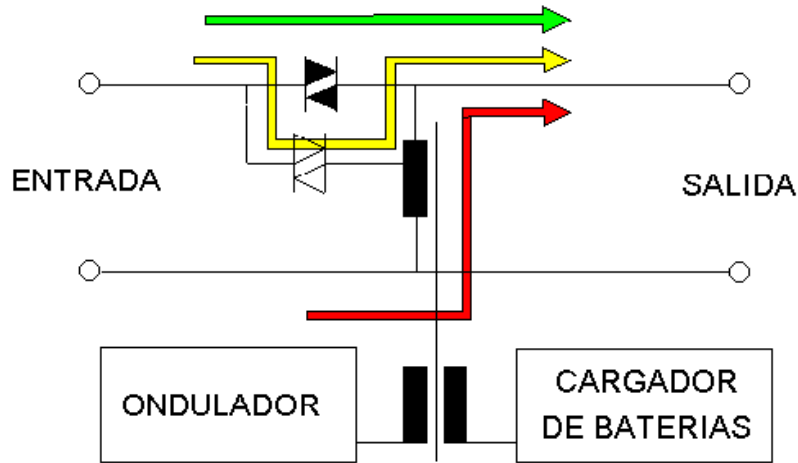 ENTRADA
SALIDA
ONDULADOR
CARGADOR
DE BATERIAS